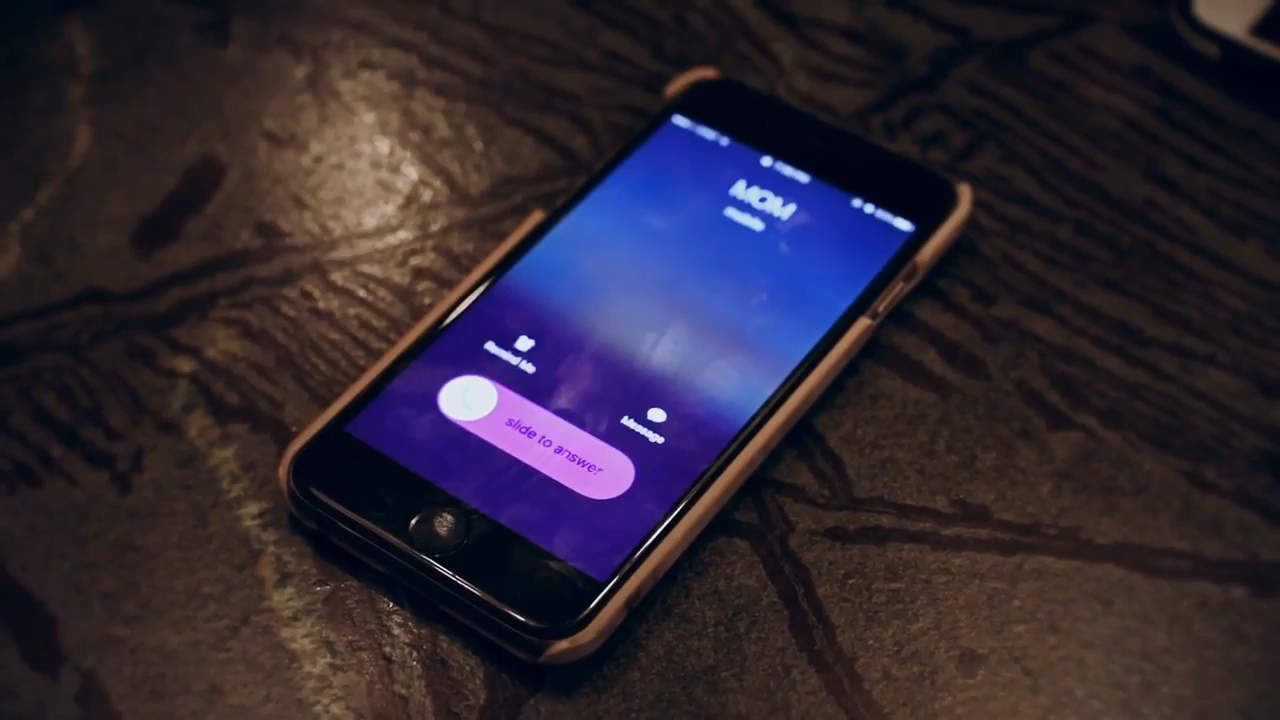 MOM
mobile
Remind Me
Message
slide to answer